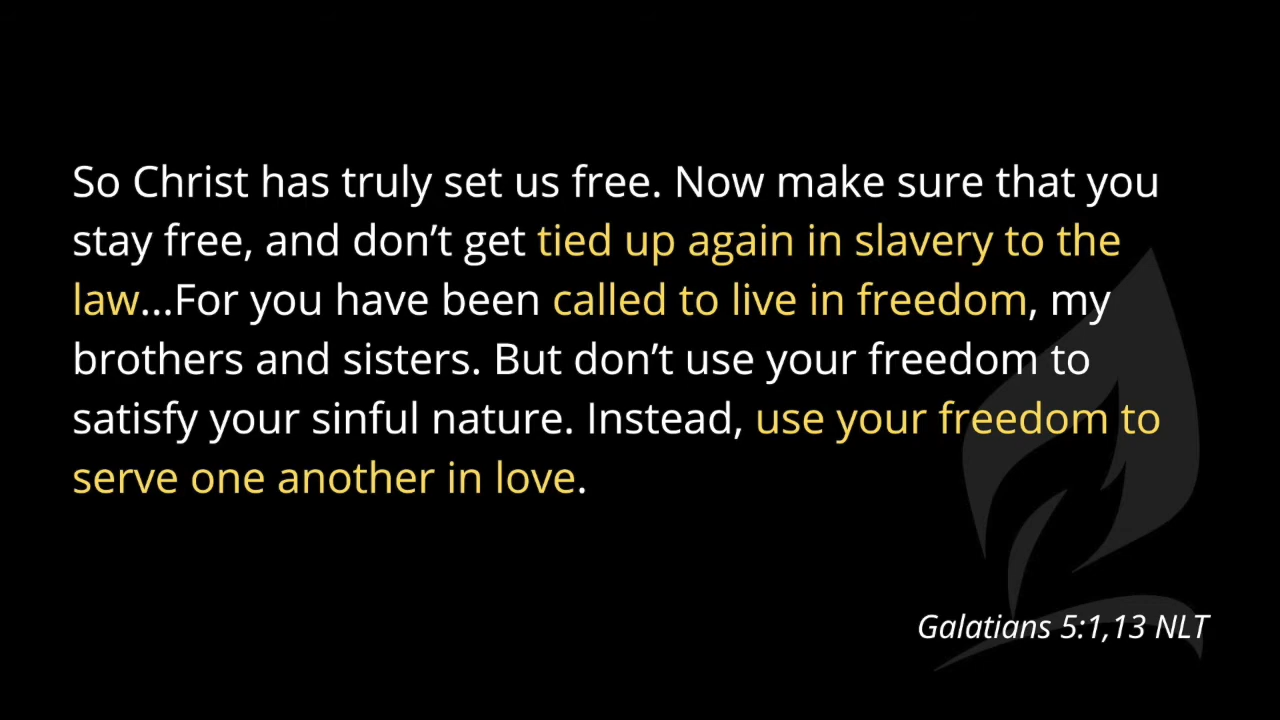 So Christ has truly set us free. Now make sure that you
stay free, and don’t get tied up again in slavery to the
law...For you have been called to live in freedom, my
brothers and sisters. But don’t use your freedom to
satisfy your sinful nature. Instead, use your freedom to
serve one another in love.
Galatians 5:1,13 NLT